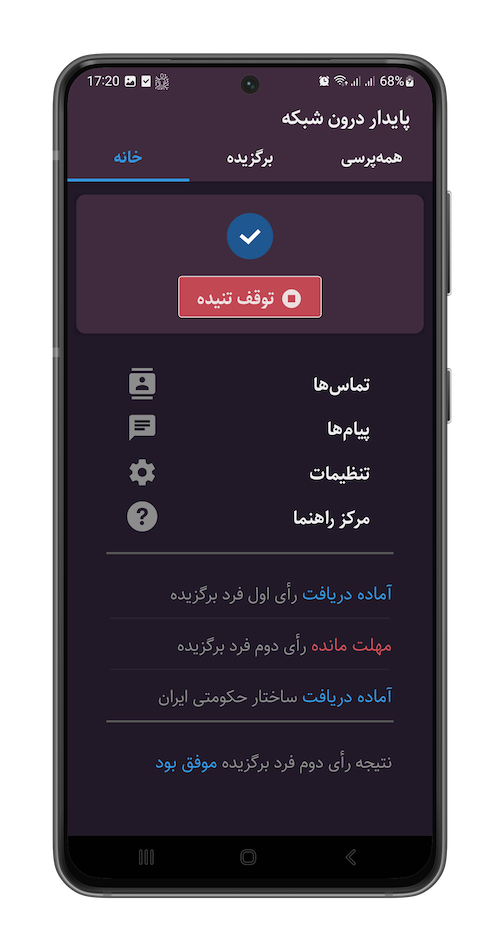 17:20 68%
پایدار درون شبکه
همه‌پرسی برگزیده خانه
توقف تنیده
تماس‌ها
پیام‌ها
تنظیمات
مرکز راهنما
آماده دریافت رأی اول فرد برگزیده
مهلت مانده رأی دوم فرد برگزیده
آماده دریافت ساختار حکومتی ایران
نتیجه رأی دوم فرد برگزیده موفق بود